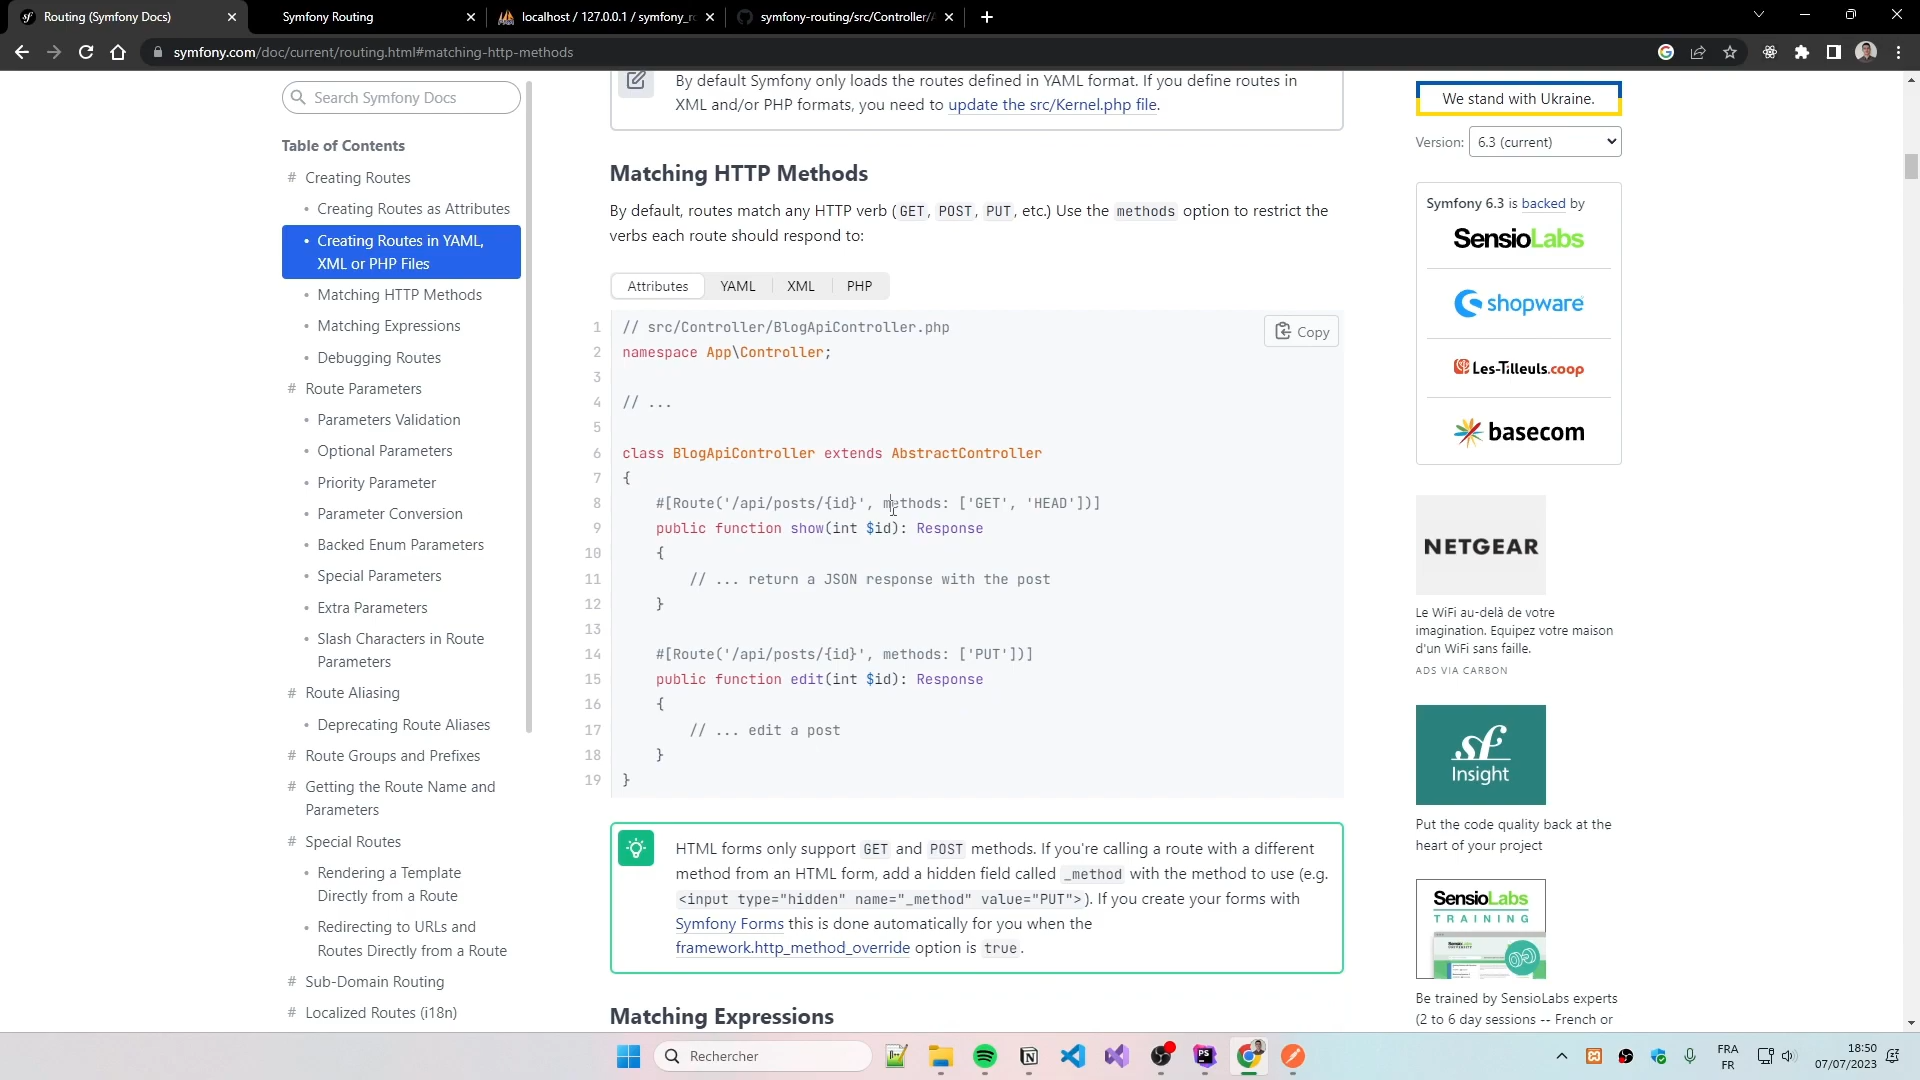 Routing (Symfony Docs)
Symfony Routing
localhost / 127.0.0.1 / symfony_ro
symfony-routing/src/Controller/A
symfony.com/doc/current/routing.html#matching-http-methods
Search Symfony Docs
Table of Contents
# Creating Routes
• Creating Routes as Attributes
• Creating Routes in YAML,
XML or PHP Files
• Matching HTTP Methods
• Matching Expressions
• Debugging Routes
# Route Parameters
• Parameters Validation
• Optional Parameters
• Priority Parameter
• Parameter Conversion
• Backed Enum Parameters
• Special Parameters
• Extra Parameters
• Slash Characters in Route
Parameters
# Route Aliasing
• Deprecating Route Aliases
# Route Groups and Prefixes
# Getting the Route Name and
Parameters
# Special Routes
• Rendering a Template
Directly from a Route
• Redirecting to URLs and
Routes Directly from a Route
# Sub-Domain Routing
# Localized Routes (i18n)
By default Symfony only loads the routes defined in YAML format. If you define routes in
XML and/or PHP formats, you need to update the src/Kernel.php file.
Matching HTTP Methods
By default, routes match any HTTP verb (GET, POST, PUT, etc.) Use the methods option to restrict the
verbs each route should respond to:
Attributes YAML XML PHP
Copy
1 // src/Controller/BlogApiController.php
2 namespace App\Controller;
3
4 // ...
5
6 class BlogApiController extends AbstractController
7 {
8 #[Route('/api/posts/{id}', methods: ['GET', 'HEAD'])]
9 public function show(int $id): Response
10 {
11 // ... return a JSON response with the post
12 }
13
14 #[Route('/api/posts/{id}', methods: ['PUT'])]
15 public function edit(int $id): Response
16 {
17 // ... edit a post
18 }
19 }
HTML forms only support GET and POST methods. If you're calling a route with a different
method from an HTML form, add a hidden field called _method with the method to use (e.g.
<input type="hidden" name="_method" value="PUT">). If you create your forms with
Symfony Forms this is done automatically for you when the
framework.http_method_override option is true.
Matching Expressions
We stand with Ukraine.
Version: 6.3 (current)
Symfony 6.3 is backed by
SensioLabs
shopware
Les-Tilleuls.coop
basecom
NETGEAR
Le WiFi au-delà de votre
imagination. Equipez votre maison
d'un WiFi sans faille.
ADS VIA CARBON
sf
Insight
Put the code quality back at the
heart of your project
SensioLabs
TRAINING
Be trained by SensioLabs experts
(2 to 6 day sessions -- French or
Rechercher
PS
FRA
FR
18:50
07/07/2023